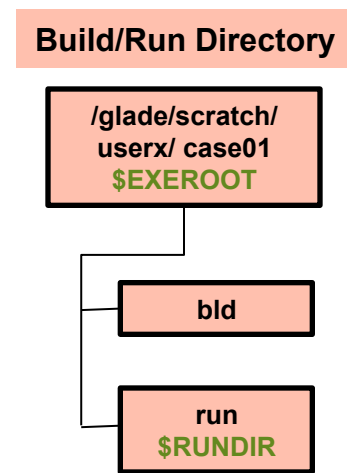 Build/Run Directory
/glade/scratch/
userx/ case01
$EXEROOT
bld
run
$RUNDIR